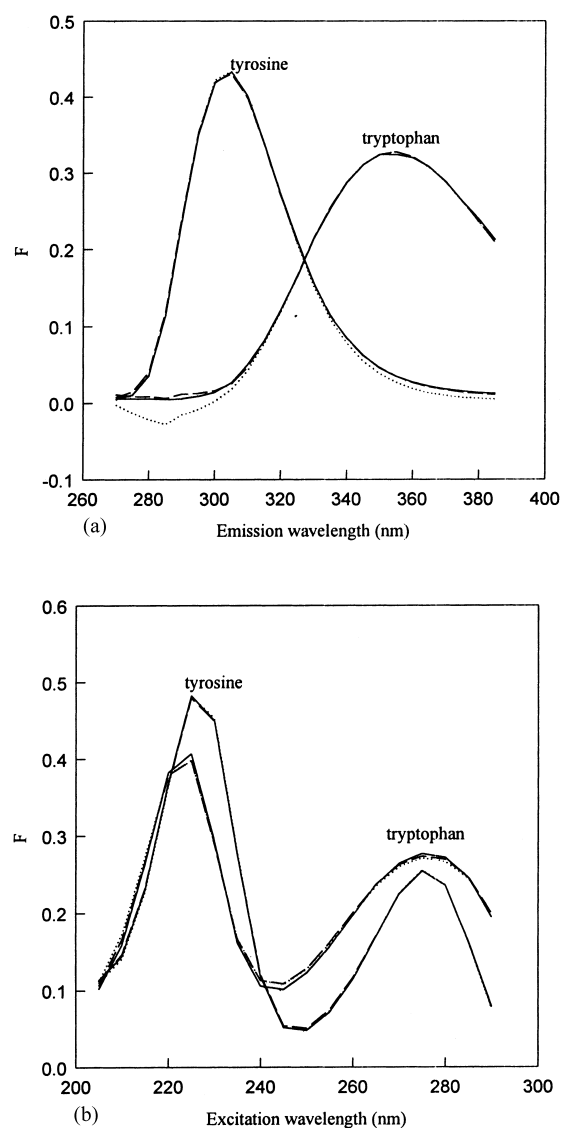 0.5
tyrosine
0.4
tryptophan
0.3
F
0.2
0.1
0.0
-0.1
260 280 300 320 340 360 380 400
(a)
Emission wavelength (nm)
0.6
tyrosine
0.5
0.4
tryptophan
F
0.3
0.2
0.1
0.0
200 220 240 260 280 300
(b)
Excitation wavelength (nm)